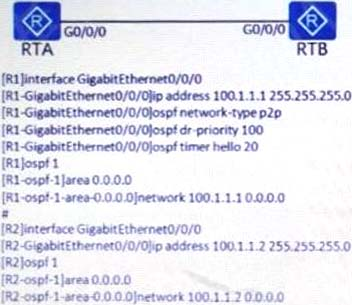 G0/0/0 G0/0/0
RTA RTB
[R1]interface GigabitEthernet0/0/0
[R1-GigabitEthernet0/0/0]ip address 100.1.1.1 255.255.255.0
[R1-GigabitEthernet0/0/0]ospf network-type p2p
[R1-GigabitEthernet0/0/0]ospf dr-priority 100
[R1-GigabitEthernet0/0/0]ospf timer hello 20
[R1]ospf 1
[R1-ospf-1]area 0.0.0.0
[R1-ospf-1-area-0.0.0.0]network 100.1.1.1 0.0.0.0
#
[R2]interface GigabitEthernet0/0/0
[R2-GigabitEthernet0/0/0]ip address 100.1.1.2 255.255.255.0
[R2]ospf 1
[R2-ospf-1]area 0.0.0.0
[R2-ospf-1-area-0.0.0.0]network 100.1.1.2 0.0.0.0